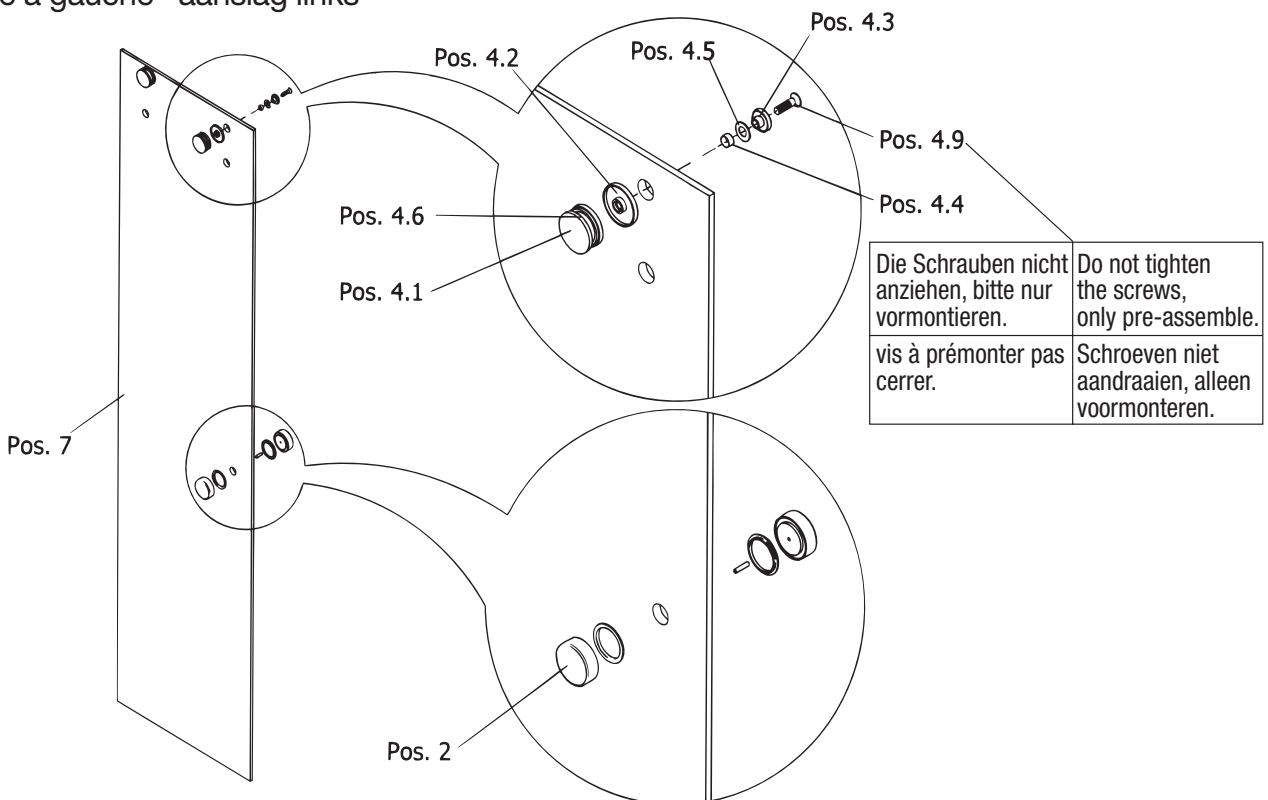 à gauche - aanslag links
Pos. 4.3
Pos. 4.5
Pos. 4.2
Pos. 4.9
Pos. 4.6
Pos. 4.4
Pos. 4.1
Die Schrauben nicht
anziehen, bitte nur
vormontieren.
Do not tighten
the screws,
only pre-assemble.
vis à prémonter pas
cerrer.
Schroeven niet
aandraaien, alleen
voormonteren.
Pos. 7
Pos. 2